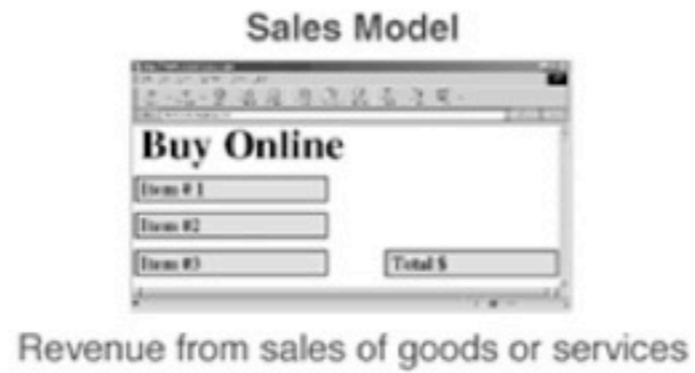 Sales Model
Buy Online
Item # 1
Item #2
Item #3
Total $
Revenue from sales of goods or services